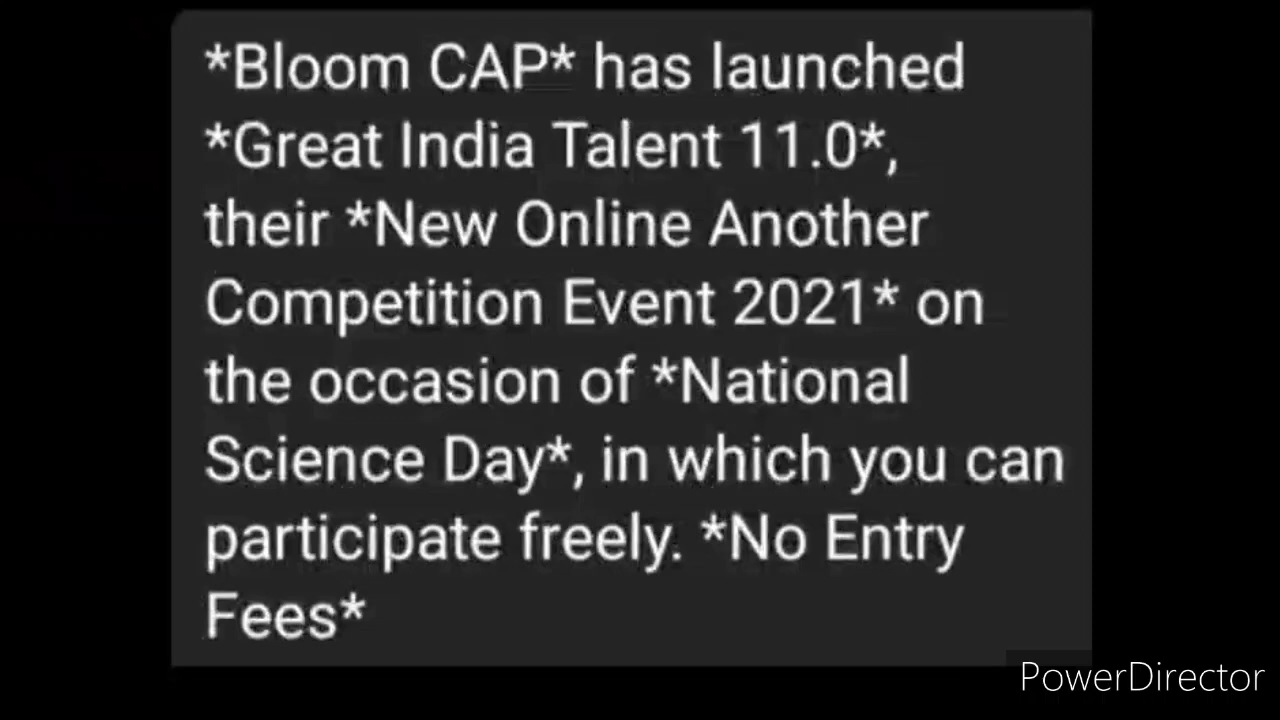 *Bloom CAP* has launched
*Great India Talent 11.0*,
their *New Online Another
Competition Event 2021* on
the occasion of *National
Science Day*, in which you can
participate freely. *No Entry
Fees*
PowerDirector